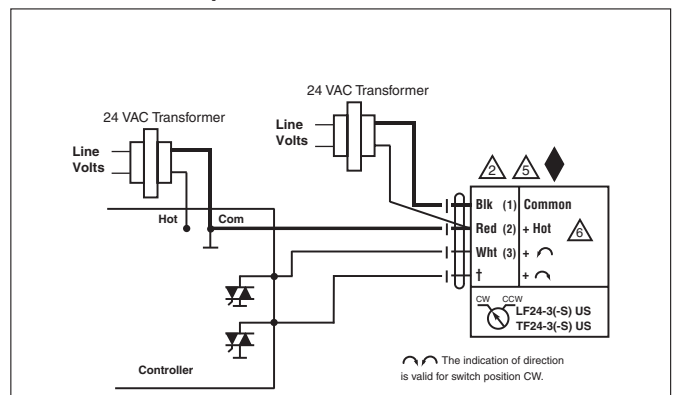 24 VAC Transformer
Line
Volts
24 VAC Transformer
Line
Volts
Hot
Com
2
5
Blk (1) Common
Red (2) + Hot
6
Wht (3) +
† +
CW CCW
LF24-3(-S) US
TF24-3(-S) US
Controller
The indication of direction
is valid for switch position CW.